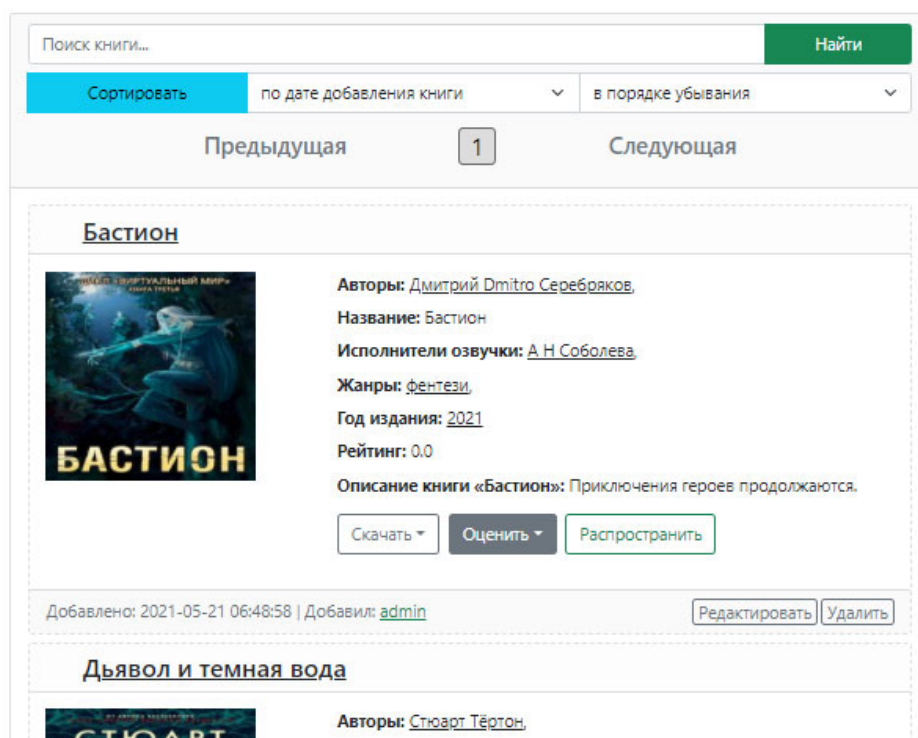 Поиск книги... Найти
Сортировать по дате добавления книги в порядке убывания
Предыдущая 1 Следующая
Бастион
КНИГА ТРЕТЬЯ
БАСТИОН
Авторы: Дмитрий Dmitro Серебряков,
Название: Бастион
Исполнители озвучки: А Н Соболева,
Жанры: фентези,
Год издания: 2021
Рейтинг: 0.0
Описание книги «Бастион»: Приключения героев продолжаются.
Скачать Оценить Распространить
Добавлено: 2021-05-21 06:48:58 | Добавил: admin Редактировать Удалить
Дьявол и темная вода
СТЮАРТ
Авторы: Стюарт Тёртон,